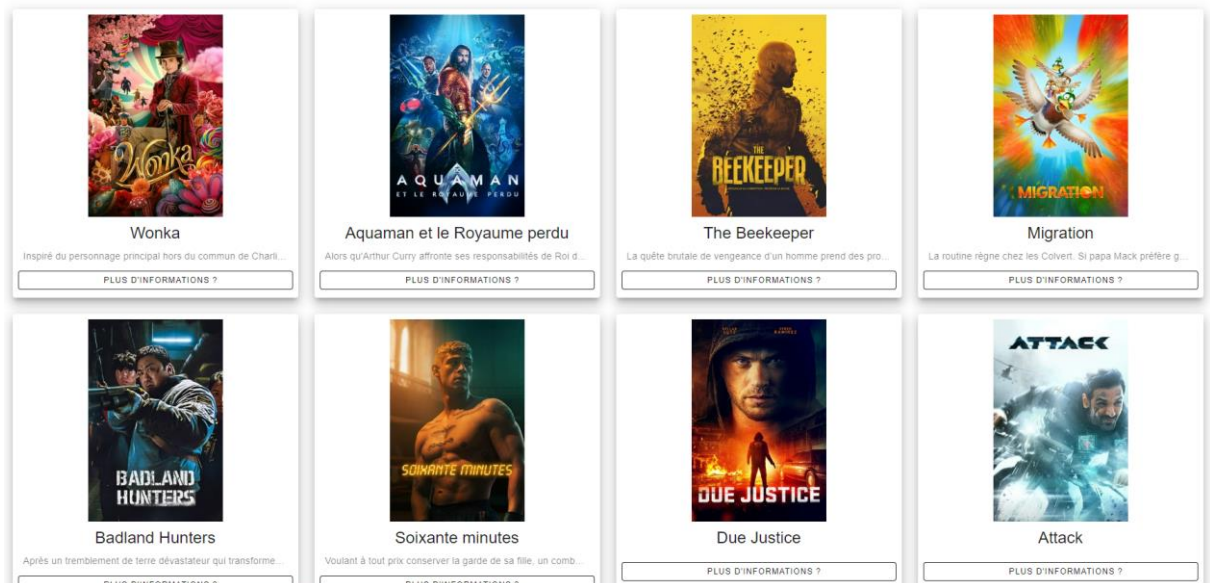 Wonka
AQUAMAN
ET LE ROYAUME PERDU
THE
BEEKEEPER
MIGRATION
Wonka
Aquaman et le Royaume perdu
The Beekeeper
Migration
Inspiré du personnage principal hors du commun de Charli...
Alors qu'Arthur Curry affronte ses responsabilités de Roi d...
La quête brutale de vengeance d'un homme prend des pro...
La routine règne chez les Colvert. Si papa Mack préfère g...
PLUS D'INFORMATIONS ?
PLUS D'INFORMATIONS ?
PLUS D'INFORMATIONS ?
PLUS D'INFORMATIONS ?
BADLAND
HUNTERS
SOIXANTE MINUTES
DUE JUSTICE
ATTACK
Badland Hunters
Soixante minutes
Due Justice
Attack
Après un tremblement de terre dévastateur qui transforme...
Voulant à tout prix conserver la garde de sa fille, un comb...
PLUS D'INFORMATIONS ?
PLUS D'INFORMATIONS ?
PLUS D'INFORMATIONS ?
PLUS D'INFORMATIONS ?